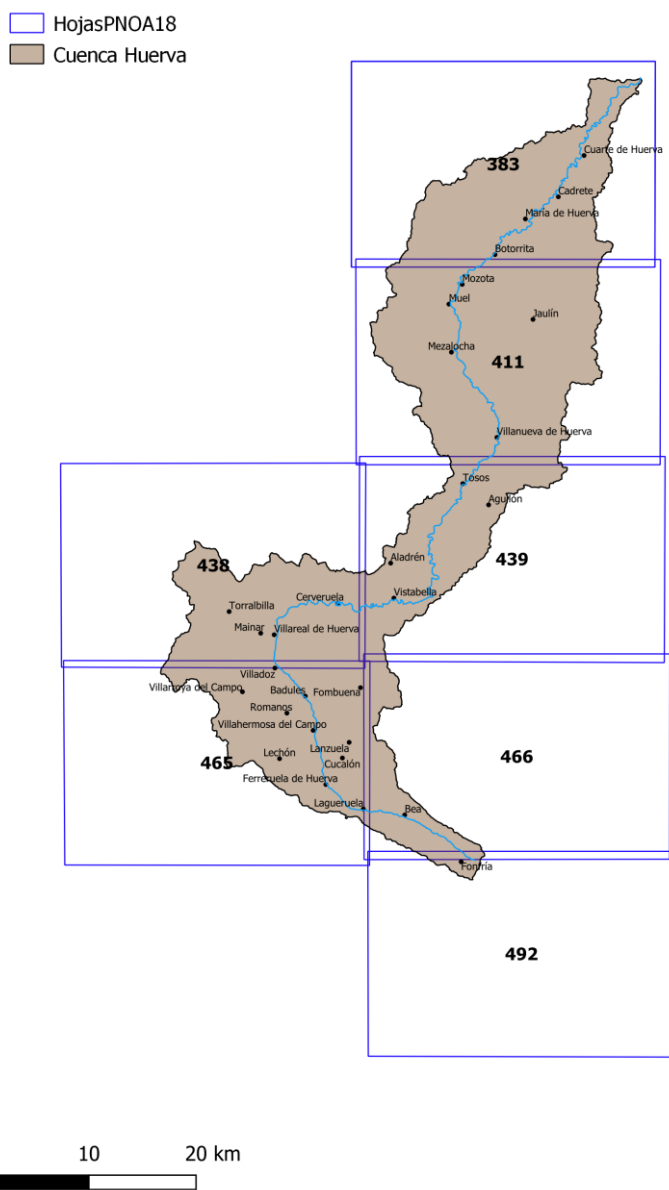 HojasPNOA18
Cuenca Huerva
Cuarte de Huerva
383
Cadrete
María de Huerva
Botorrita
Mozota
Muel
Jaulín
Mezalocha
411
Villanueva de Huerva
Tosos
Aguilón
Aladrén
439
438
Vistabella
Cerveruela
Torralbilla
Mainar
Villareal de Huerva
Villadoz
Villarroya del Campo
Badules
Fombuena
Romanos
Villahermosa del Campo
Lanzuela
Lechón
Cucalón
466
465
Ferreruela de Huerva
Lagueruela
Bea
Fonfría
492
10
20 km